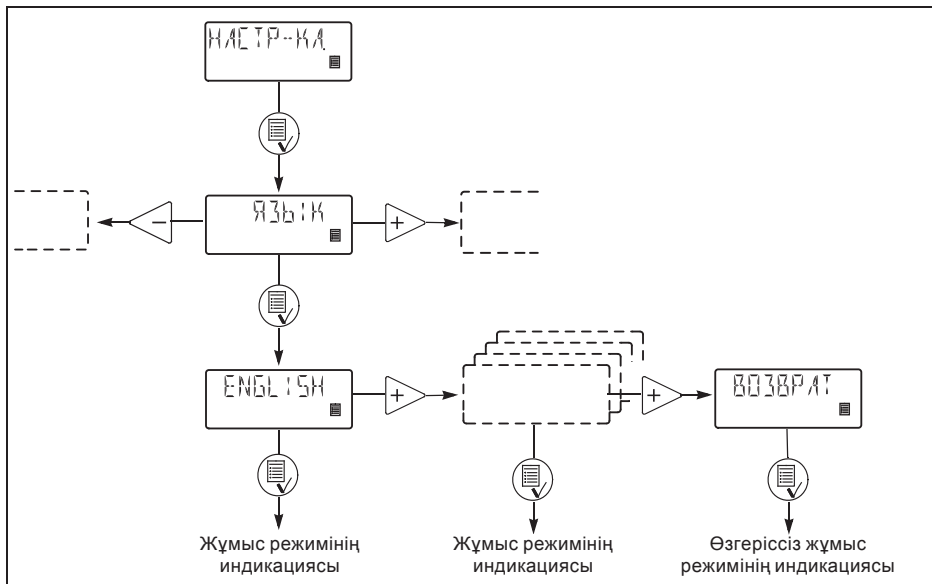 НАСТР-КА
−
ЯЗЫК
+
ENGLISH
+
+
ВОЗВРАТ
Жұмыс режимінің
индикациясы
Жұмыс режимінің
индикациясы
Өзгеріссіз жұмыс
режимінің индикациясы